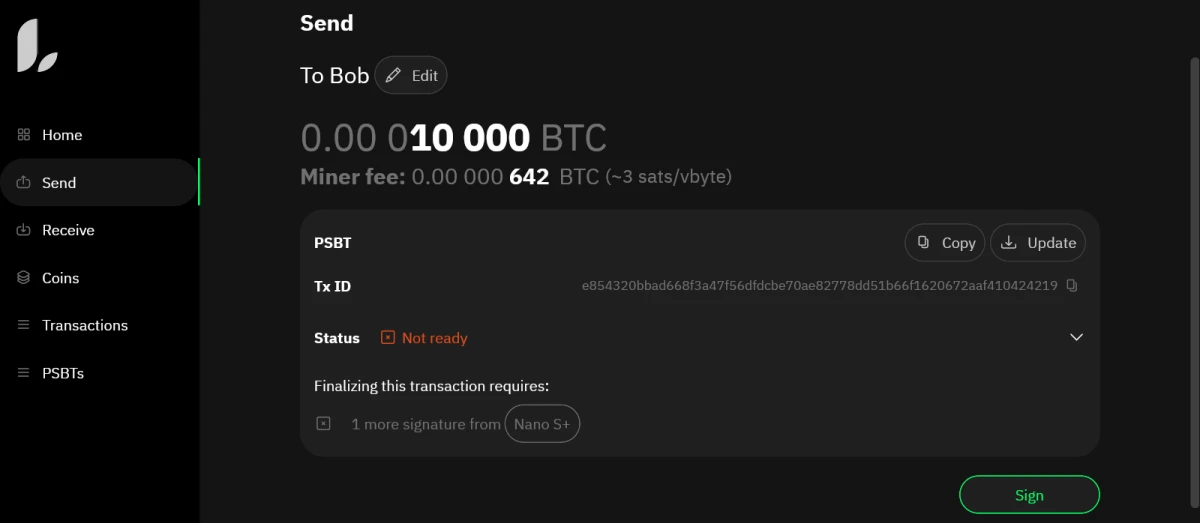 Send
To Bob Edit
0.00 010 000 BTC
Miner fee: 0.00 000 642 BTC (~3 sats/vbyte)
Home
Send
Receive
Coins
Transactions
PSBTs
PSBT Copy Update
Tx ID e854320bbad668f3a47f56dfdcbe70ae82778dd51b66f1620672aaf410424219
Status Not ready
Finalizing this transaction requires:
1 more signature from Nano S+
Sign